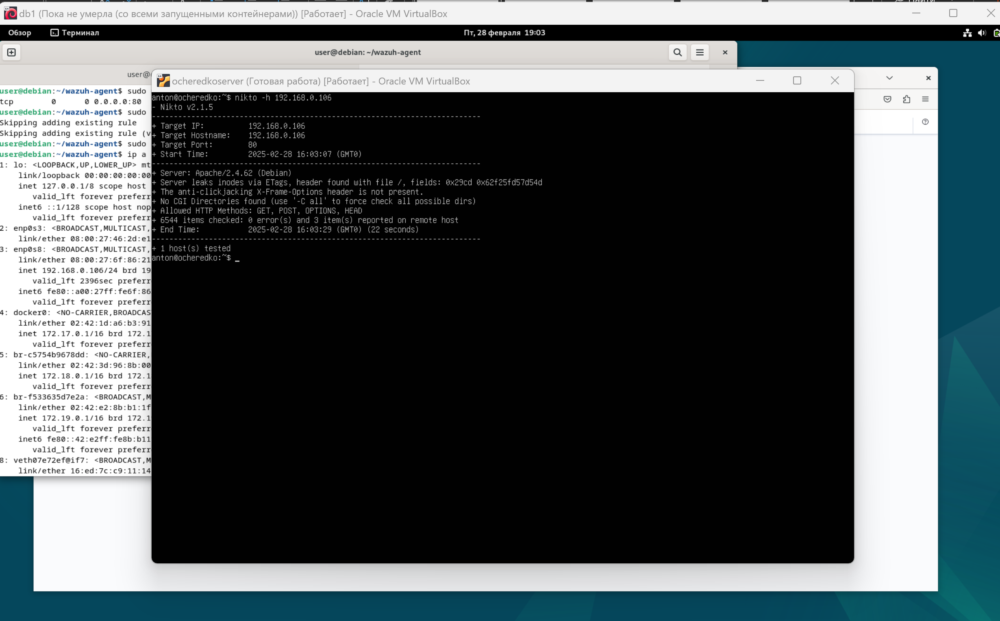 db1 (Пока не умерла (со всеми запущенными контейнерами)) [Работает] - Oracle VM VirtualBox
Обзор
Терминал
Пт, 28 февраля 19:03
user@debian: ~/wazuh-agent
user@
user@debian:~/wazuh-agent$ sudo
tcp 0 0 0.0.0.0:80
user@debian:~/wazuh-agent$ sudo
Skipping adding existing rule
Skipping adding existing rule (v
user@debian:~/wazuh-agent$ sudo
user@debian:~/wazuh-agent$ ip a
1: lo: <LOOPBACK,UP,LOWER_UP> mt
link/loopback 00:00:00:00:00
inet 127.0.0.1/8 scope host
valid_lft forever preferr
inet6 ::1/128 scope host nop
valid_lft forever preferr
2: enp0s3: <BROADCAST,MULTICAST,
link/ether 08:00:27:46:2d:e1
3: enp0s8: <BROADCAST,MULTICAST,
link/ether 08:00:27:6f:86:21
inet 192.168.0.106/24 brd 19
valid_lft 2396sec preferr
inet6 fe80::a00:27ff:fe6f:86
valid_lft forever preferr
4: docker0: <NO-CARRIER,BROADCAS
link/ether 02:42:1d:a6:b3:91
inet 172.17.0.1/16 brd 172.1
valid_lft forever preferr
5: br-c5754b9678dd: <NO-CARRIER,
link/ether 02:42:3d:96:8b:00
inet 172.18.0.1/16 brd 172.1
valid_lft forever preferr
6: br-f533635d7e2a: <BROADCAST,M
link/ether 02:42:e2:8b:b1:1f
inet 172.19.0.1/16 brd 172.1
valid_lft forever preferr
inet6 fe80::42:e2ff:fe8b:b11
valid_lft forever preferr
8: veth07e72ef@if7: <BROADCAST,M
link/ether 16:ed:7c:c9:11:14
ocheredkoserver (Готовая работа) [Работает] - Oracle VM VirtualBox
anton@ocheredko:~$ nikto -h 192.168.0.106
- Nikto v2.1.5
---------------------------------------------------------------------------
+ Target IP: 192.168.0.106
+ Target Hostname: 192.168.0.106
+ Target Port: 80
+ Start Time: 2025-02-28 16:03:07 (GMT0)
---------------------------------------------------------------------------
+ Server: Apache/2.4.62 (Debian)
+ Server leaks inodes via ETags, header found with file /, fields: 0x29cd 0x62f25fd57d54d
+ The anti-clickjacking X-Frame-Options header is not present.
+ No CGI Directories found (use '-C all' to force check all possible dirs)
+ Allowed HTTP Methods: GET, POST, OPTIONS, HEAD
+ 6544 items checked: 0 error(s) and 3 item(s) reported on remote host
+ End Time: 2025-02-28 16:03:29 (GMT0) (22 seconds)
---------------------------------------------------------------------------
+ 1 host(s) tested
anton@ocheredko:~$ _